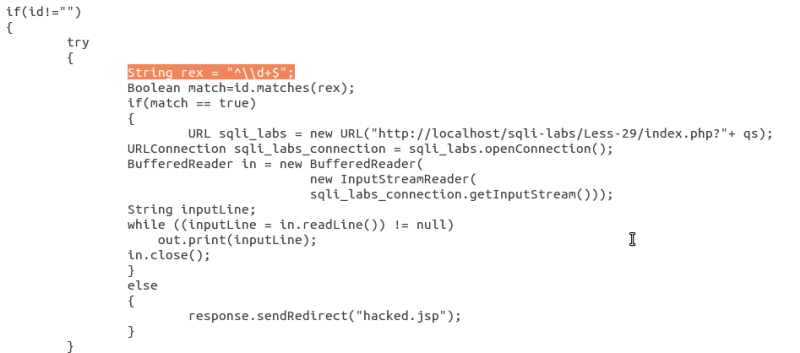 if(id!="")
{
try
{
String rex = "^\\d+$";
Boolean match=id.matches(rex);
if(match == true)
{
URL sqli_labs = new URL("http://localhost/sqli-labs/Less-29/index.php?"+ qs);
URLConnection sqli_labs_connection = sqli_labs.openConnection();
BufferedReader in = new BufferedReader(
new InputStreamReader(
sqli_labs_connection.getInputStream()));
String inputLine;
while ((inputLine = in.readLine()) != null)
out.print(inputLine);
in.close();
}
else
{
response.sendRedirect("hacked.jsp");
}
}